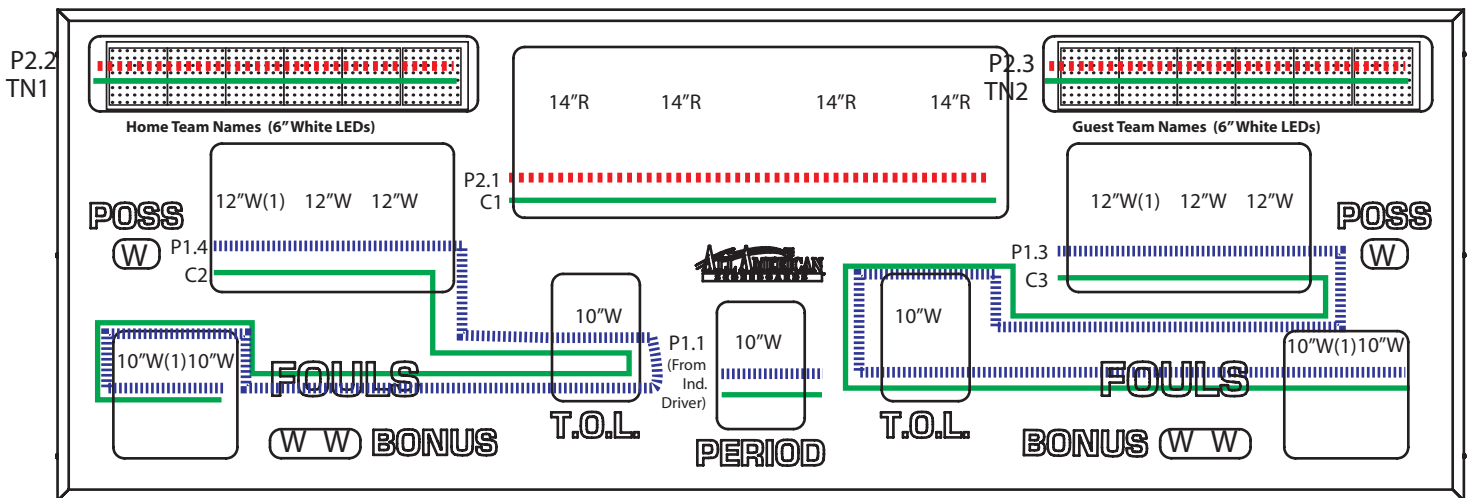 P2.2
TN1
Home Team Names (6” White LEDs)
14”R 14”R 14”R 14”R
P2.1
C1
P2.3
TN2
Guest Team Names (6” White LEDs)
POSS
W
12”W(1) 12”W 12”W
P1.4
C2
ALL AMERICAN
SCOREBOARDS
12”W(1) 12”W 12”W
P1.3
C3
POSS
W
10”W(1)10”W
FOULS
W W BONUS
10”W
T.O.L.
P1.1
(From
Ind.
Driver)
10”W
PERIOD
10”W
T.O.L.
10”W(1)10”W
FOULS
BONUS W W